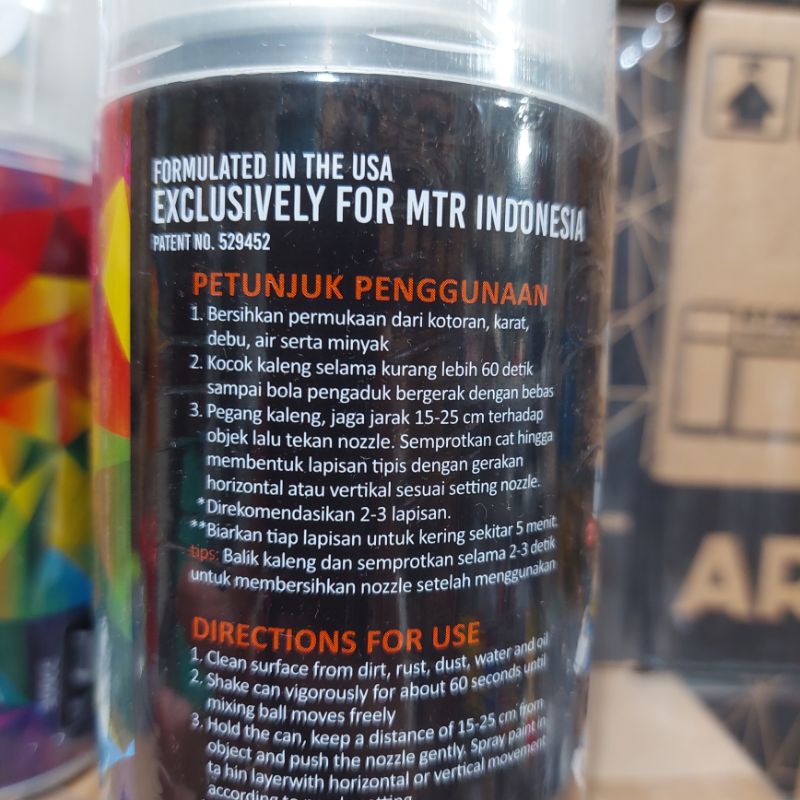 FORMULATED IN THE USA
EXCLUSIVELY FOR MTR INDONESIA
PATENT NO. 529452
PETUNJUK PENGGUNAAN
1. Bersihkan permukaan dari kotoran, karat,
debu, air serta minyak
2. Kocok kaleng selama kurang lebih 60 detik
sampai bola pengaduk bergerak dengan bebas
3. Pegang kaleng, jaga jarak 15-25 cm terhadap
objek lalu tekan nozzle. Semprotkan cat hingga
membentuk lapisan tipis dengan gerakan
horizontal atau vertikal sesuai setting nozzle.
*Direkomendasikan 2-3 lapisan.
**Biarkan tiap lapisan untuk kering sekitar 5 menit.
tips: Balik kaleng dan semprotkan selama 2-3 detik
untuk membersihkan nozzle setelah menggunakan
DIRECTIONS FOR USE
1. Clean surface from dirt, rust, dust, water and oil
2. Shake can vigorously for about 60 seconds until
mixing ball moves freely
3. Hold the can, keep a distance of 15-25 cm from
object and push the nozzle gently. Spray paint in
ta hin layerwith horizontal or vertical movement
according to
AR